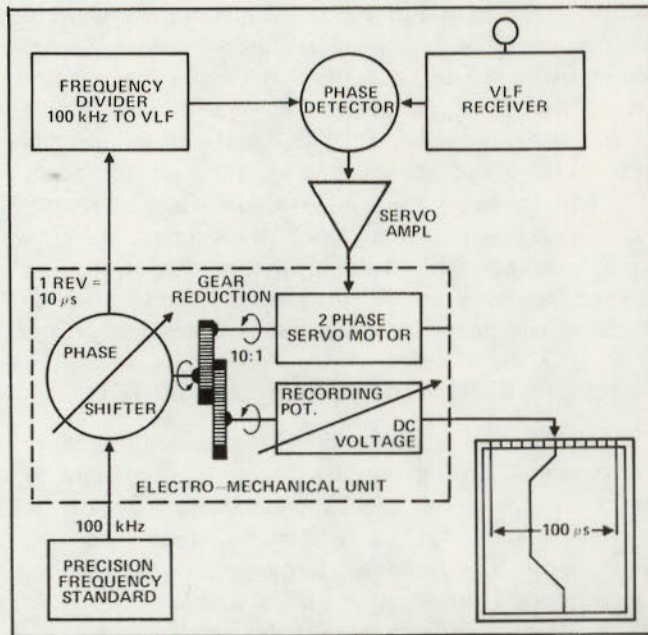 FREQUENCY
DIVIDER
100 kHz TO VLF
PHASE
DETECTOR
VLF
RECEIVER
SERVO
AMPL
1 REV =
10 μs
GEAR
REDUCTION
PHASE
SHIFTER
10:1
2 PHASE
SERVO MOTOR
RECORDING
POT.
DC
VOLTAGE
ELECTRO-MECHANICAL UNIT
100 μs
100 kHz
PRECISION
FREQUENCY
STANDARD